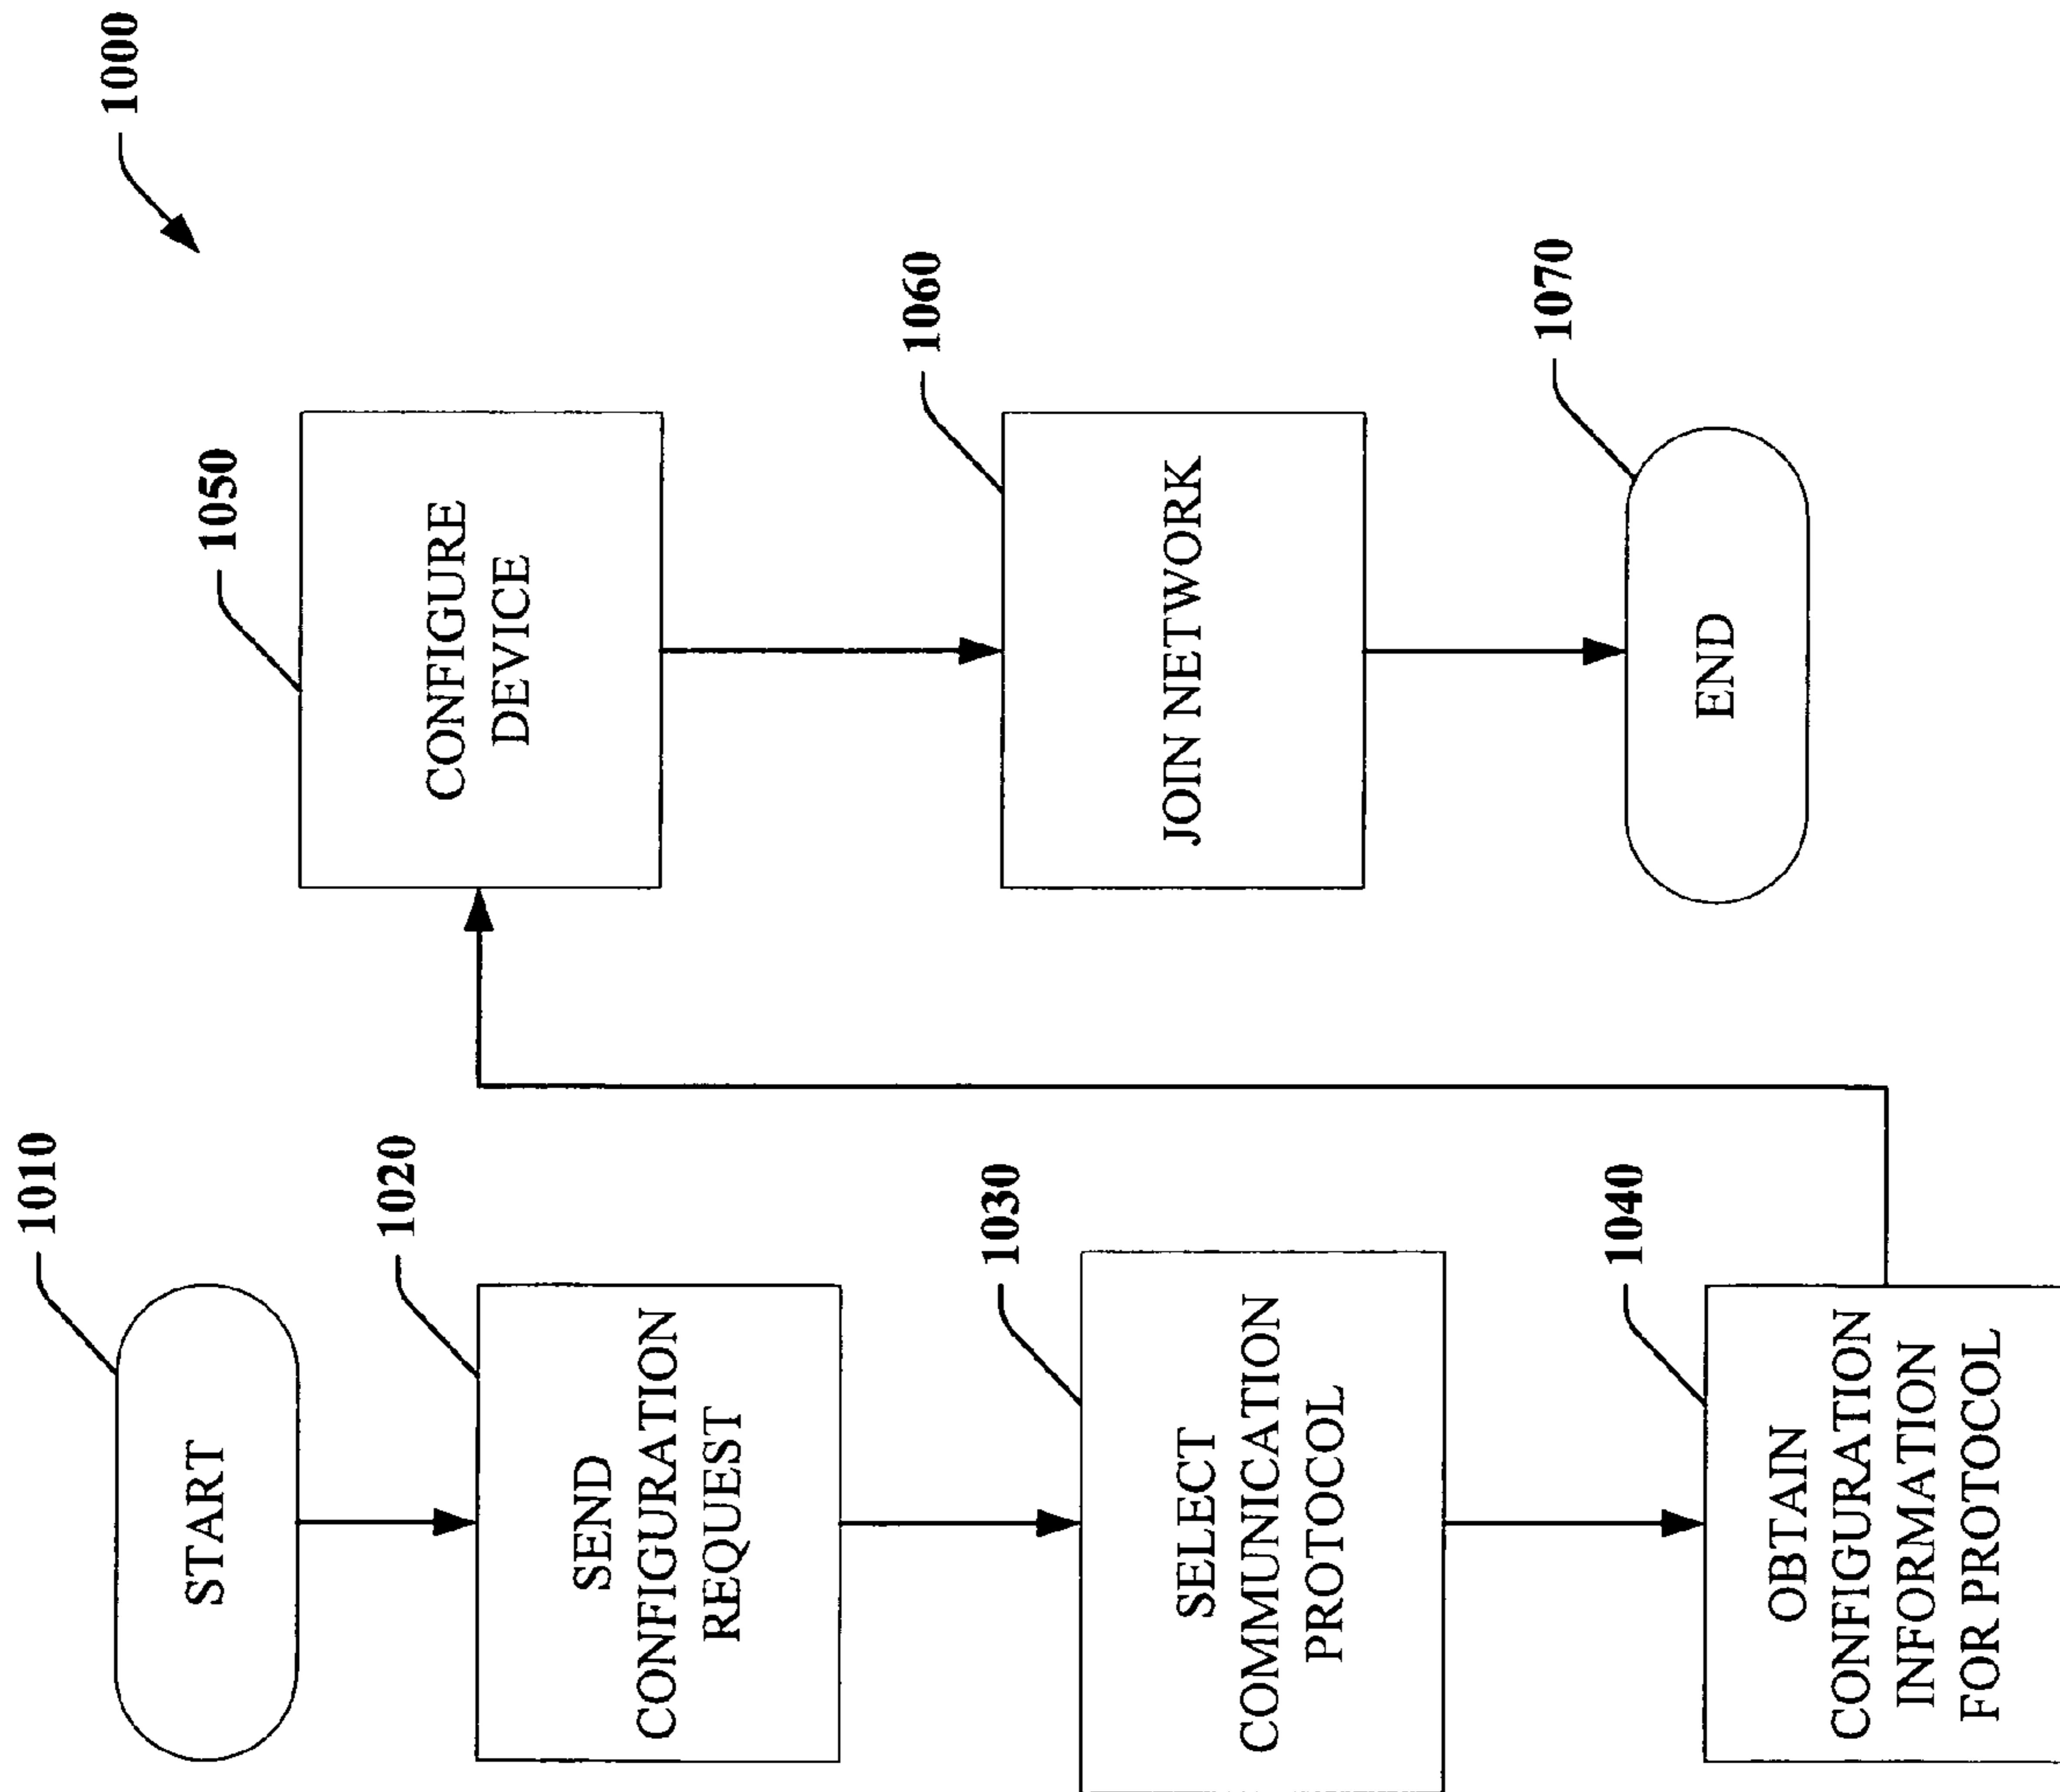 1000
1010
START
1020
SEND
CONFIGURATION
REQUEST
1030
SELECT
COMMUNICATION
PROTOCOL
1040
OBTAIN
CONFIGURATION
INFORMATION
FOR PROTOCOL
1050
CONFIGURE
DEVICE
1060
JOIN NETWORK
1070
END